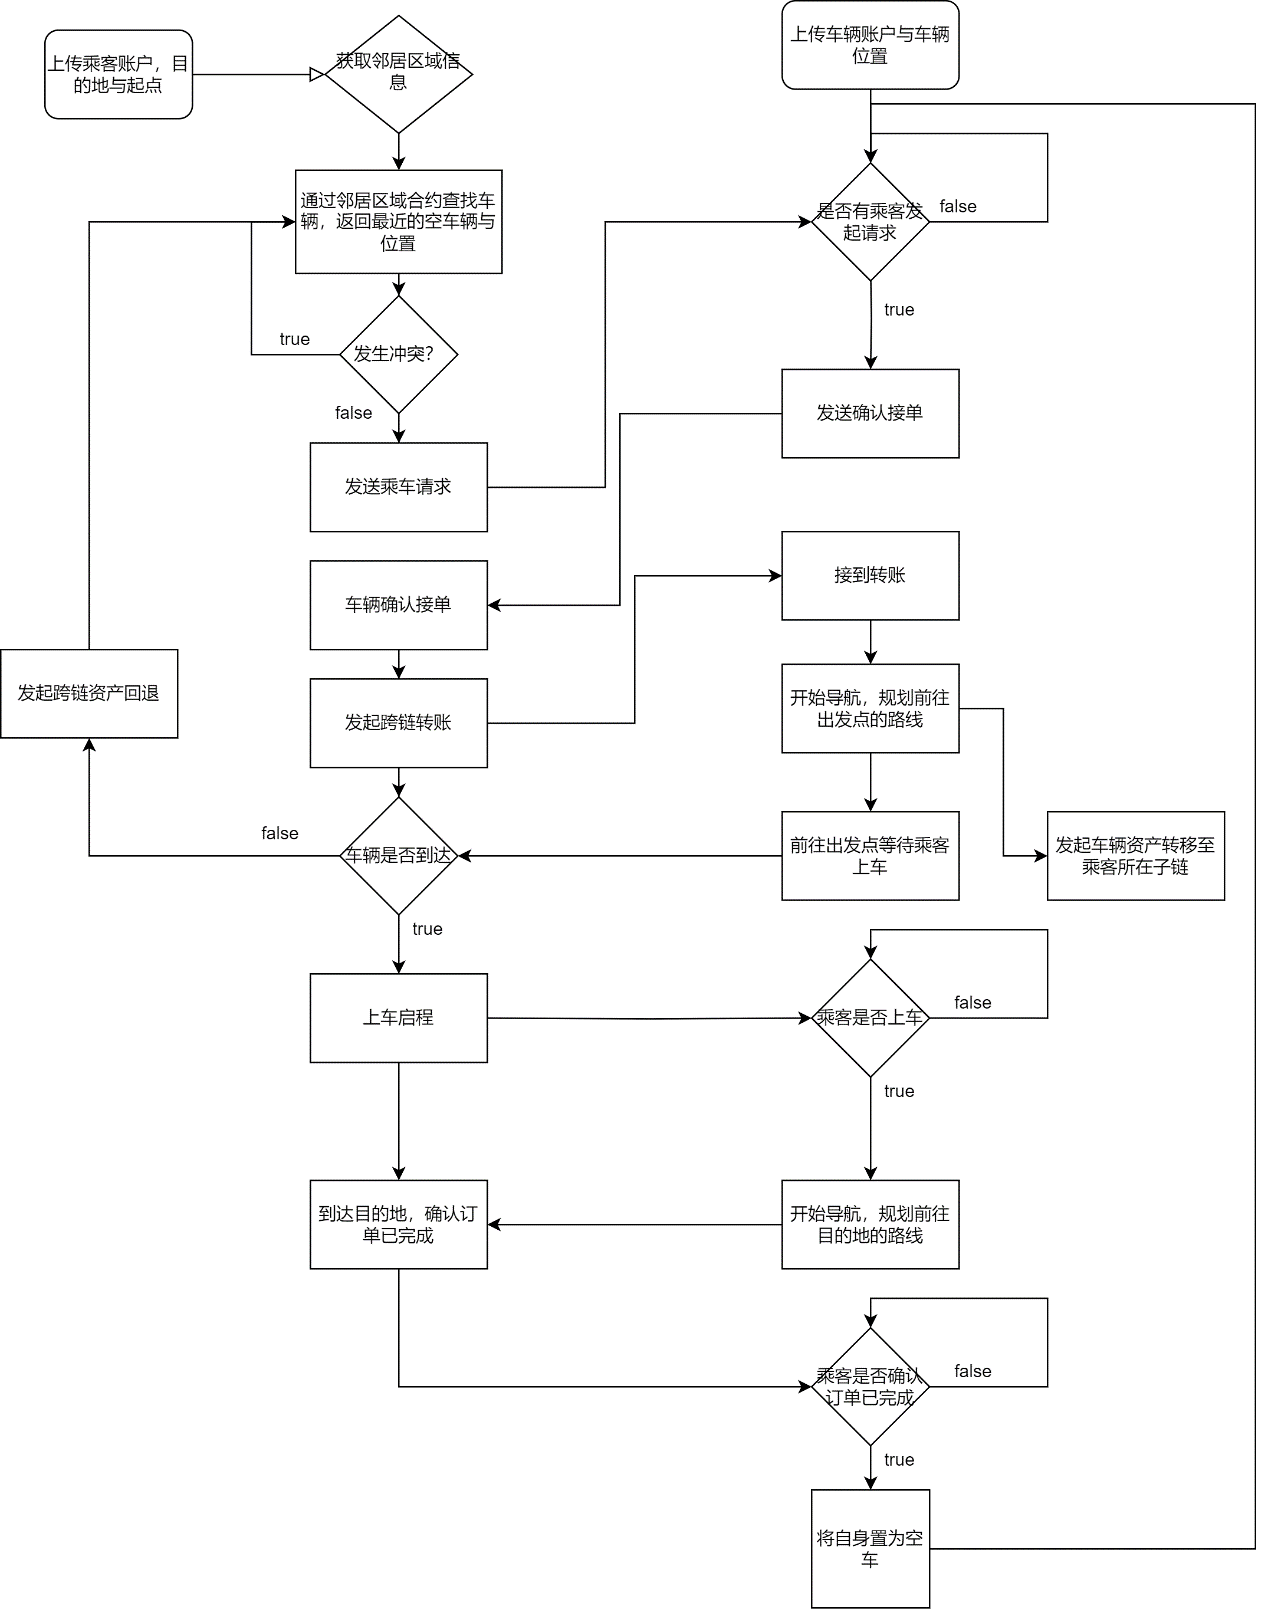 上传乘客账户，目
的地与起点
获取邻居区域信
息
上传车辆账户与车辆
位置
通过邻居区域合约查找车
辆，返回最近的空车辆与
位置
是否有乘客发
起请求
false
true
发生冲突?
true
false
发送确认接单
发送乘车请求
接到转账
车辆确认接单
发起跨链资产回退
发起跨链转账
开始导航，规划前往
出发点的路线
false
车辆是否到达
前往出发点等待乘客
上车
发起车辆资产转移至
乘客所在子链
true
上车启程
乘客是否上车
false
true
到达目的地，确认订
单已完成
开始导航，规划前往
目的地的路线
乘客是否确认
订单已完成
false
true
将自身置为空
车